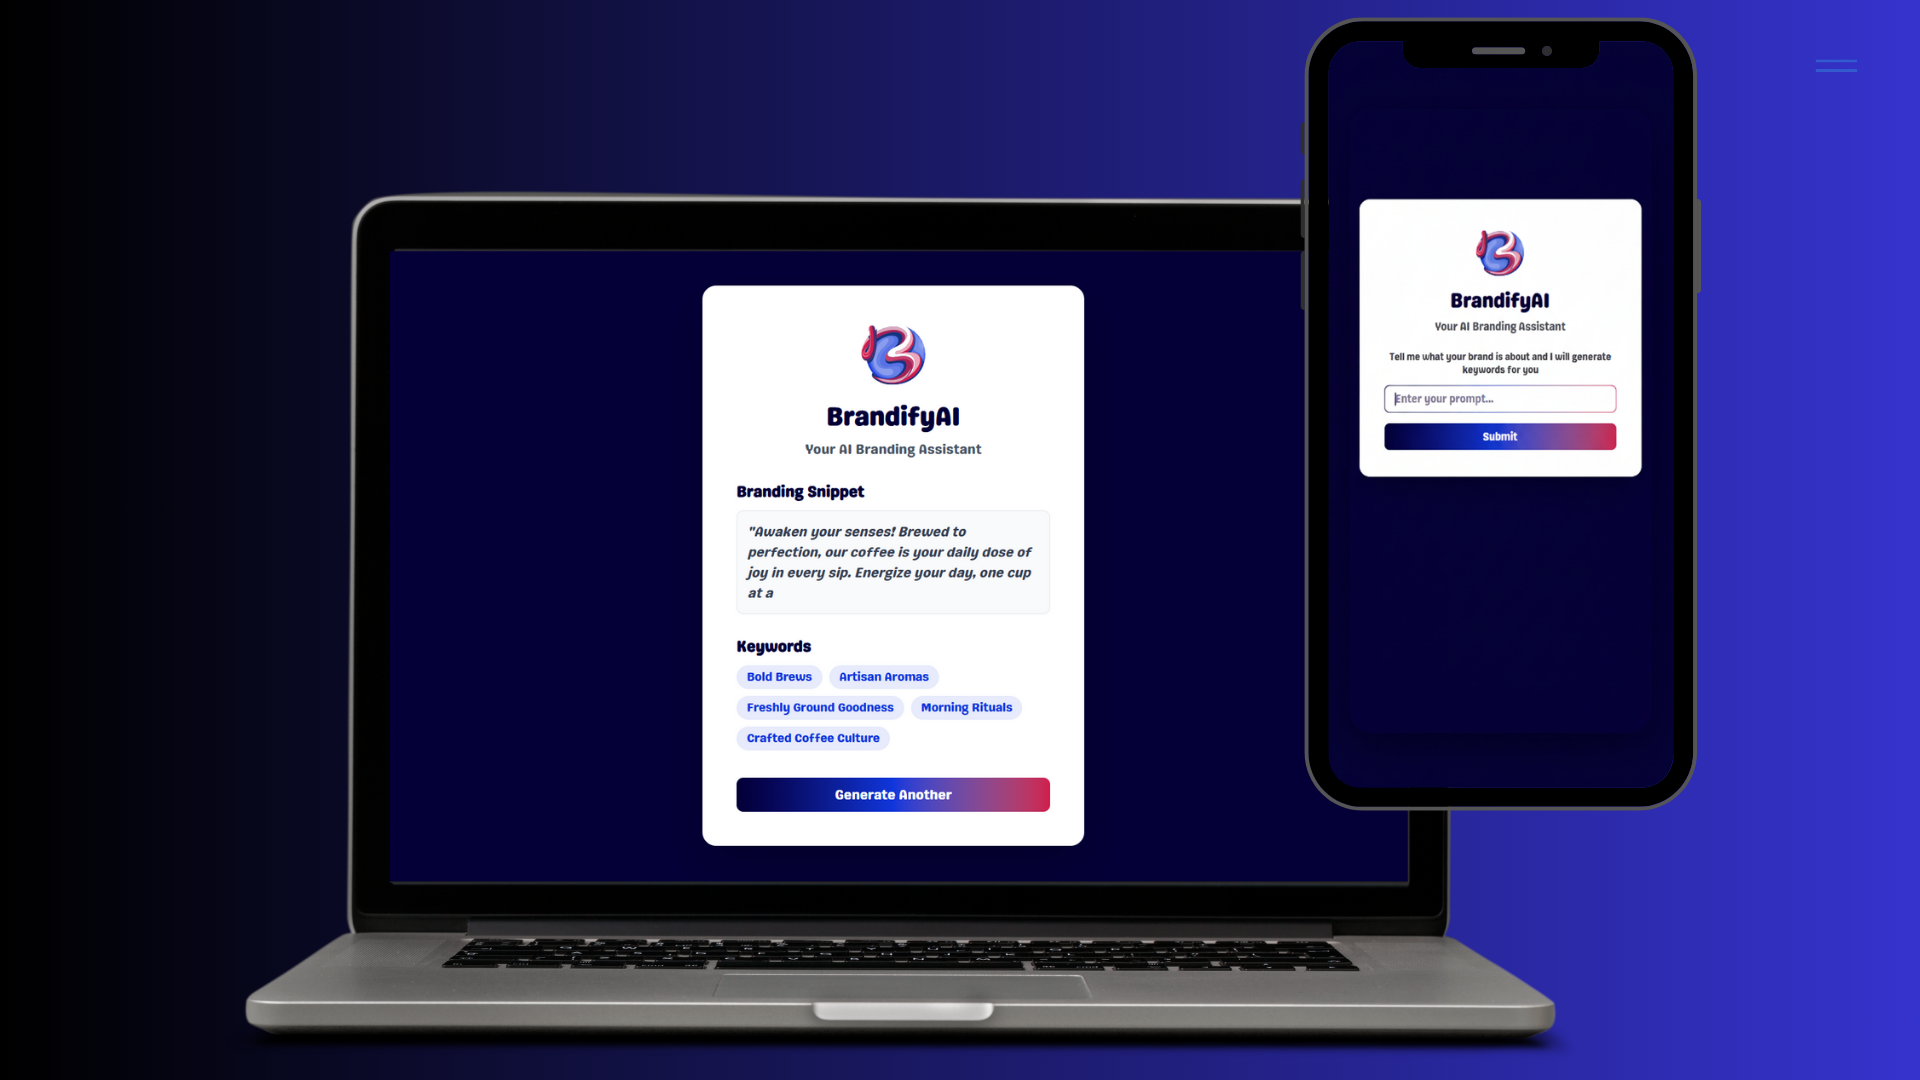 BrandifyAI
Your AI Branding Assistant
Branding Snippet
"Awaken your senses! Brewed to
perfection, our coffee is your daily dose of
joy in every sip. Energize your day, one cup
at a
Keywords
Bold Brews
Artisan Aromas
Freshly Ground Goodness
Morning Rituals
Crafted Coffee Culture
Generate Another
BrandifyAI
Your AI Branding Assistant
Tell me what your brand is about and I will generate
keywords for you
Enter your prompt...
Submit